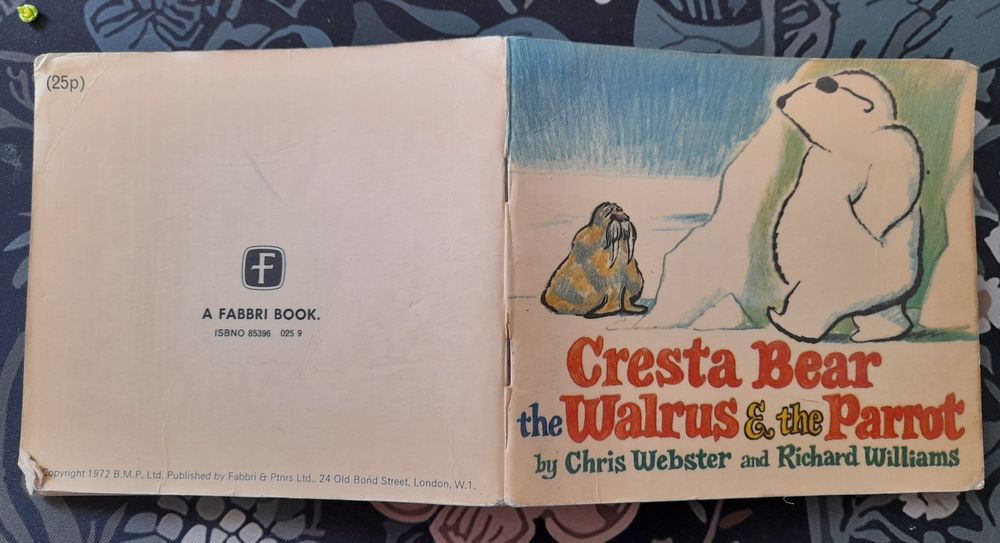 (25p)
F
A FABBRI BOOK.
ISBNO 85396 025 9
Copyright 1972 B.M.P. Ltd. Published by Fabbri & Ptnrs Ltd., 24 Old Bond Street, London, W.1.
Cresta Bear
the Walrus & the Parrot
by Chris Webster and Richard Williams